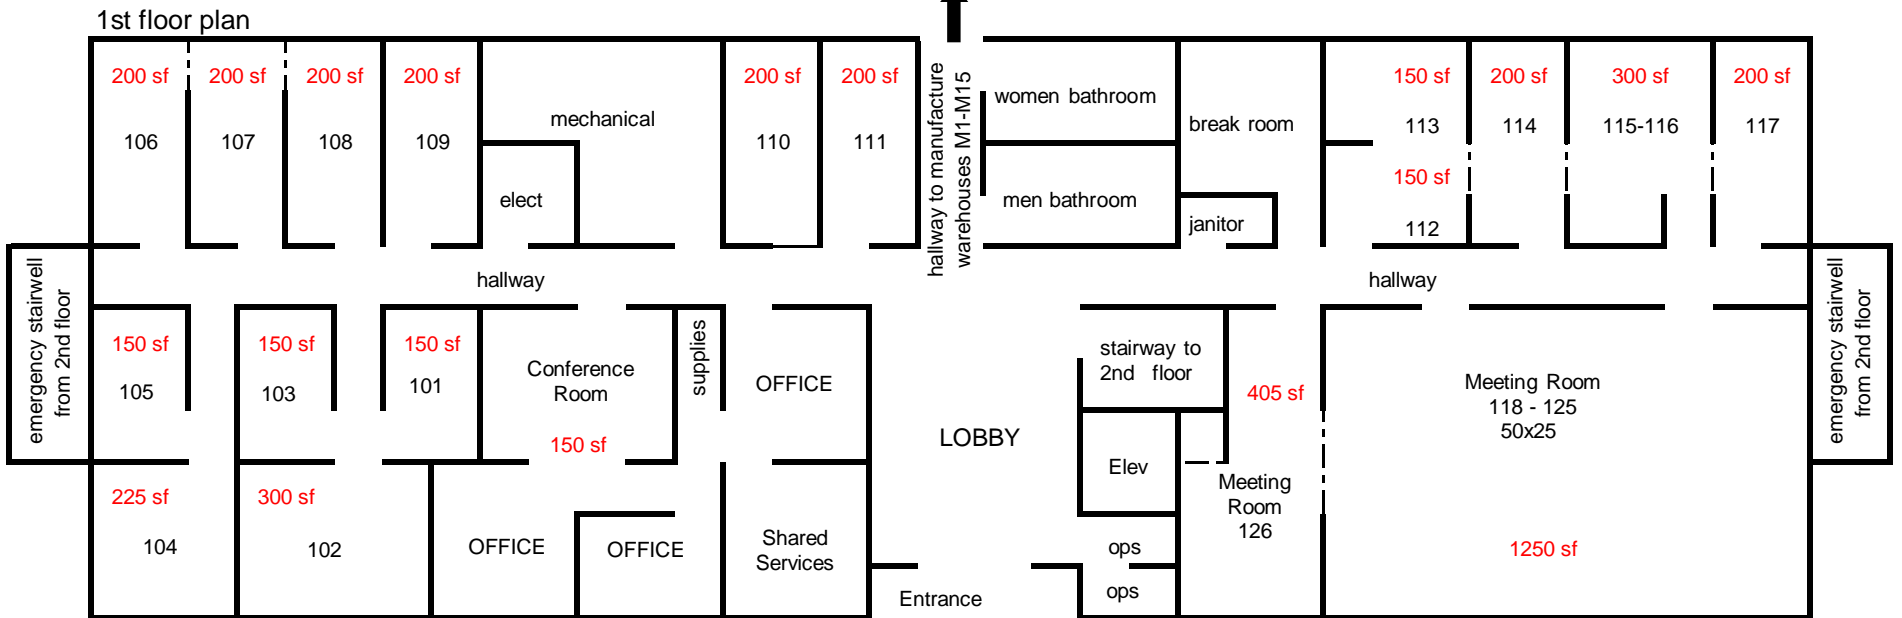 1st floor plan
200 sf
200 sf
200 sf
200 sf
200 sf
200 sf
150 sf
200 sf
300 sf
200 sf
106
107
108
109
mechanical
110
111
hallway to manufacture
warehouses M1-M15
women bathroom
break room
113
114
115-116
117
150 sf
elect
men bathroom
janitor
112
emergency stairwell
from 2nd floor
hallway
hallway
emergency stairwell
from 2nd floor
150 sf
150 sf
150 sf
105
103
101
Conference
Room
150 sf
supplies
OFFICE
LOBBY
stairway to
2nd floor
405 sf
Meeting Room
118 - 125
50x25
Elev
Meeting
Room
126
225 sf
300 sf
104
102
OFFICE
OFFICE
Shared
Services
ops
ops
1250 sf
Entrance